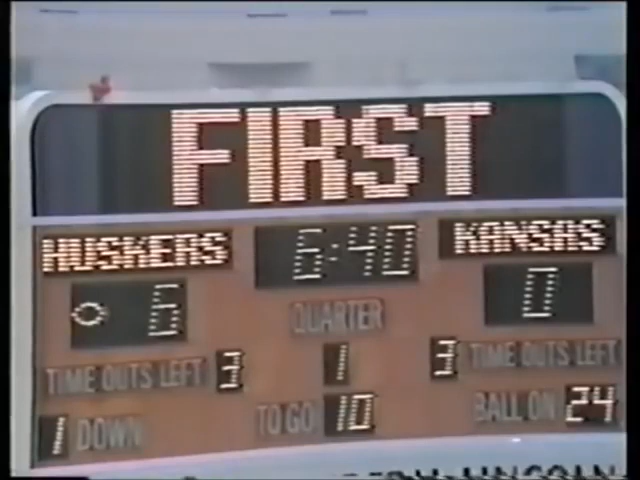 FIRST
HUSKERS 6:40 KANSAS
6 0
QUARTER
TIME OUTS LEFT 3 1 3 TIME OUTS LEFT
1 DOWN TO GO 10 BALL ON 24
LINCOLN